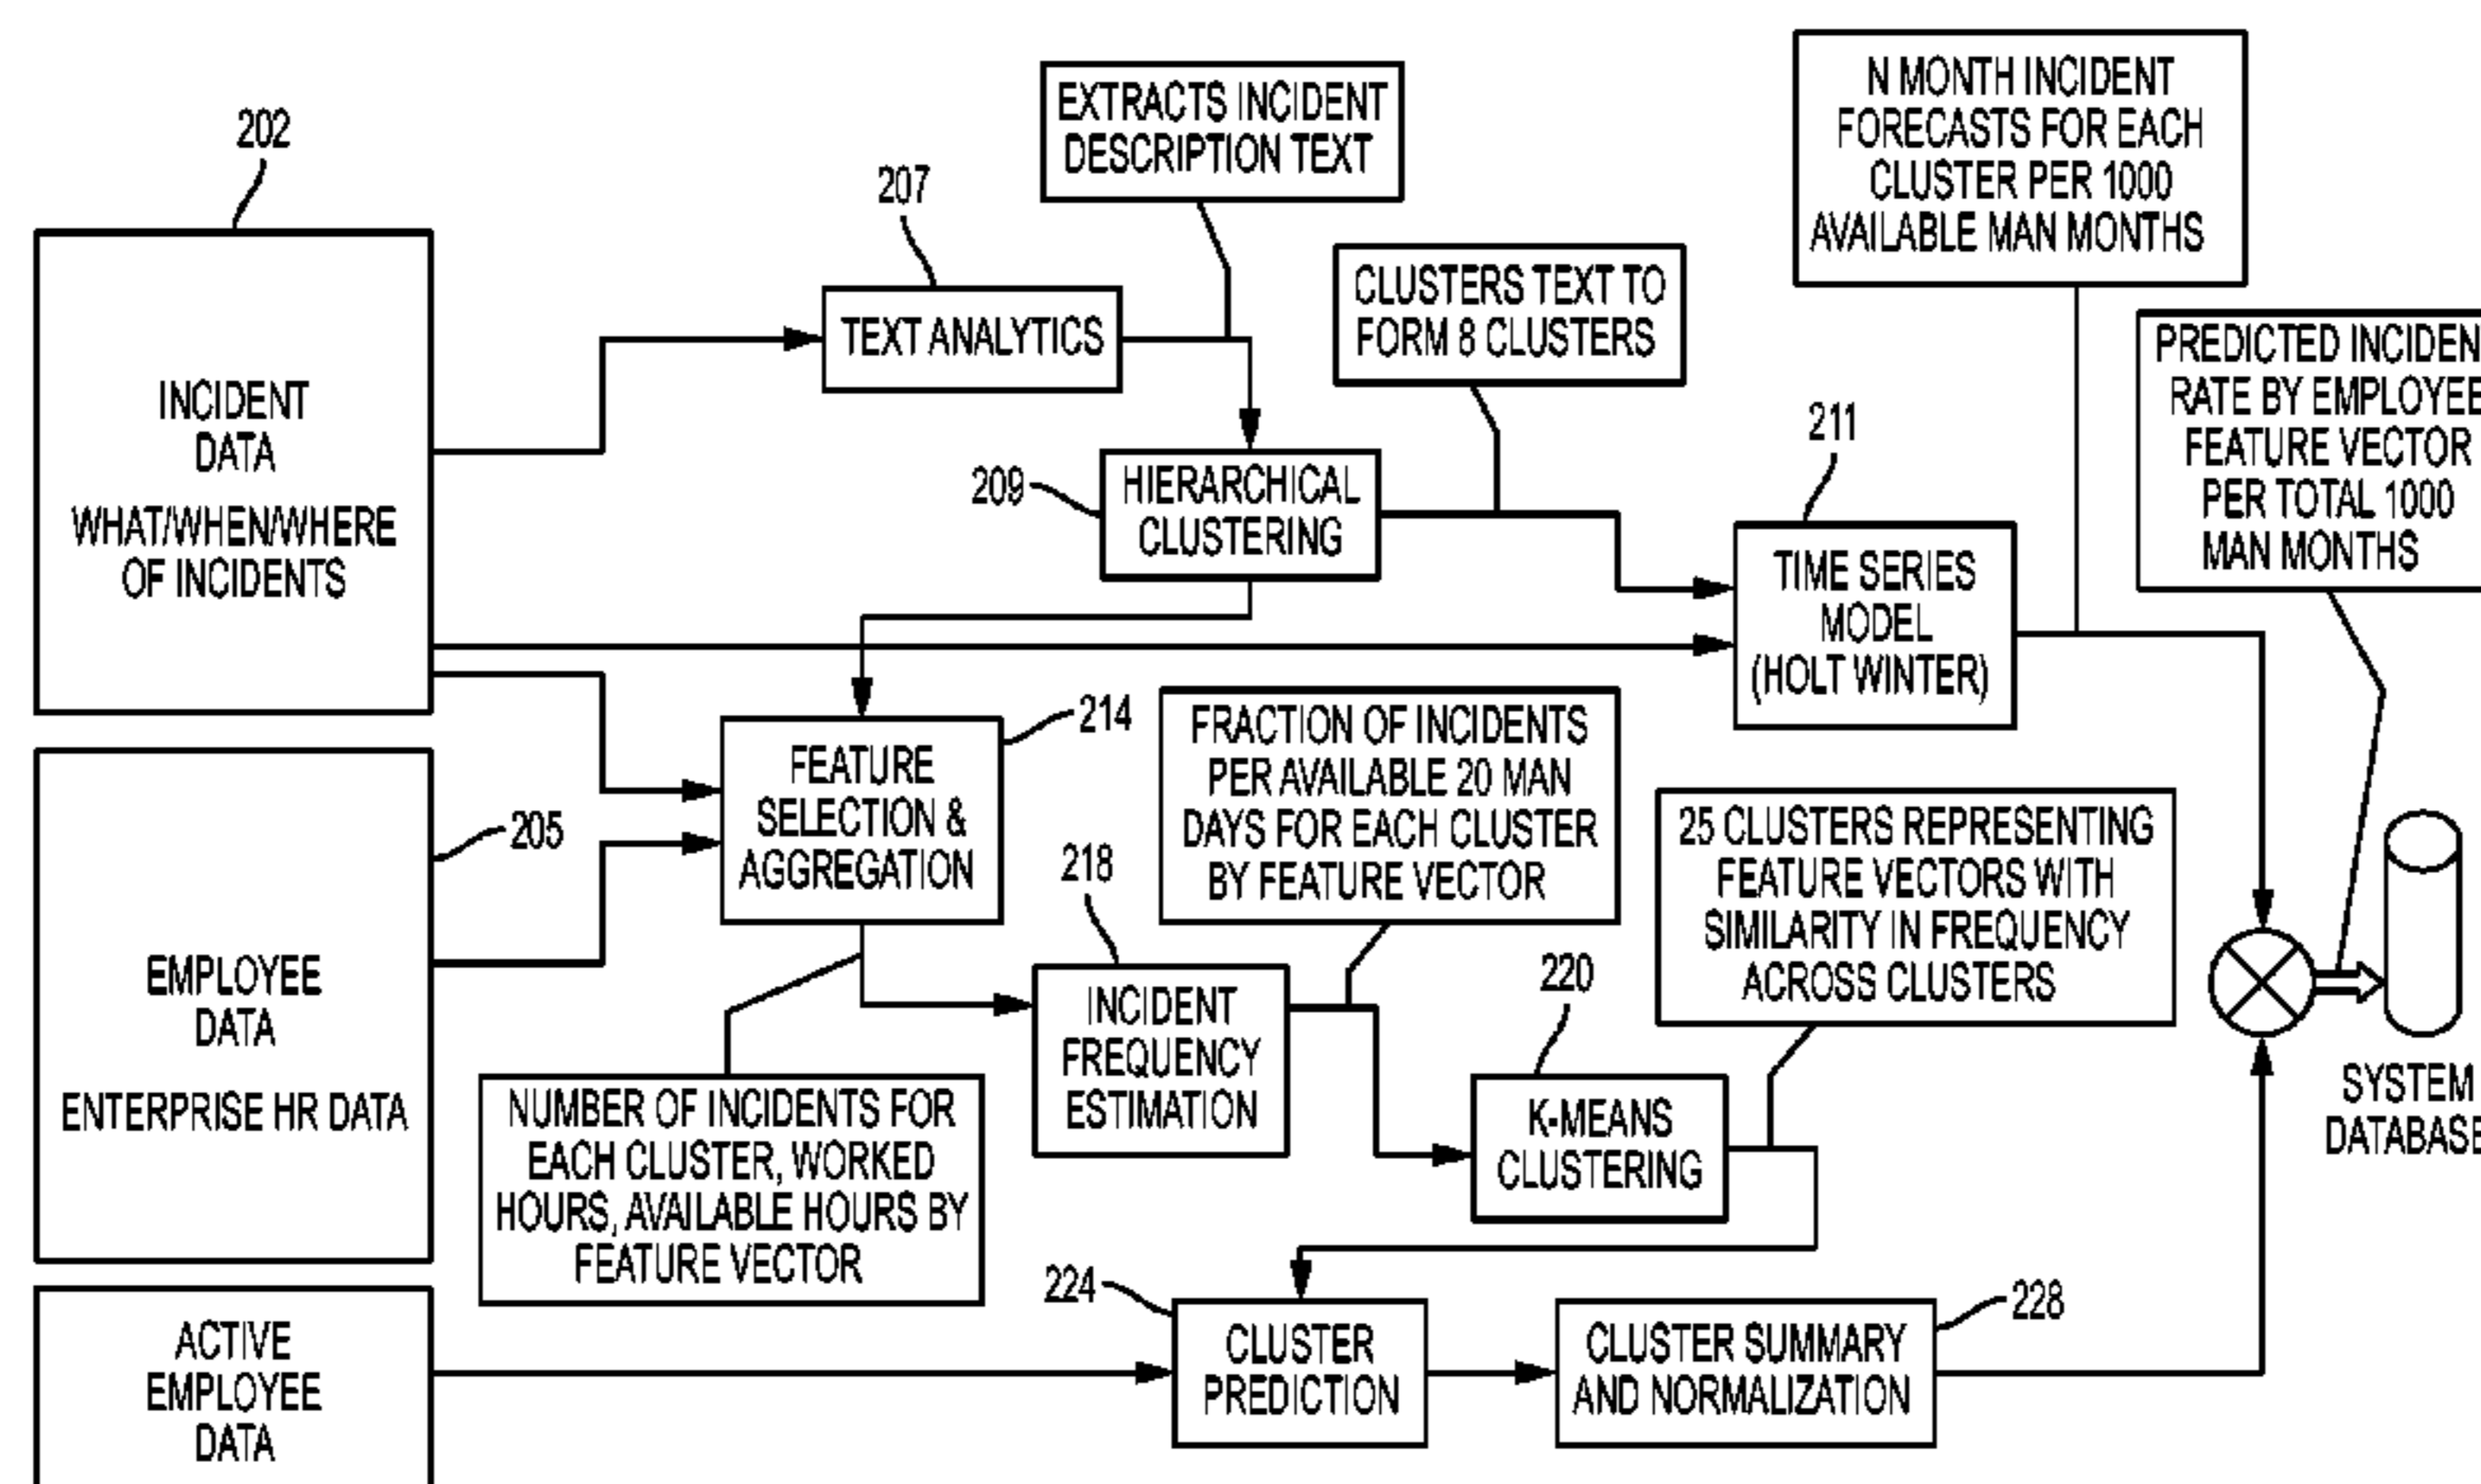 202
INCIDENT
DATA
WHAT/WHEN/WHERE
OF INCIDENTS
207
TEXT ANALYTICS
EXTRACTS INCIDENT
DESCRIPTION TEXT
209
HIERARCHICAL
CLUSTERING
CLUSTERS TEXT TO
FORM 8 CLUSTERS
211
TIME SERIES
MODEL
(HOLT WINTER)
N MONTH INCIDENT
FORECASTS FOR EACH
CLUSTER PER 1000
AVAILABLE MAN MONTHS
PREDICTED INCIDEN
RATE BY EMPLOYEE
FEATURE VECTOR
PER TOTAL 1000
MAN MONTHS
205
EMPLOYEE
DATA
ENTERPRISE HR DATA
214
FEATURE
SELECTION &
AGGREGATION
NUMBER OF INCIDENTS FOR
EACH CLUSTER, WORKED
HOURS, AVAILABLE HOURS BY
FEATURE VECTOR
218
INCIDENT
FREQUENCY
ESTIMATION
FRACTION OF INCIDENTS
PER AVAILABLE 20 MAN
DAYS FOR EACH CLUSTER
BY FEATURE VECTOR
220
K-MEANS
CLUSTERING
25 CLUSTERS REPRESENTING
FEATURE VECTORS WITH
SIMILARITY IN FREQUENCY
ACROSS CLUSTERS
SYSTEM
DATABASE
ACTIVE
EMPLOYEE
DATA
224
CLUSTER
PREDICTION
228
CLUSTER SUMMARY
AND NORMALIZATION